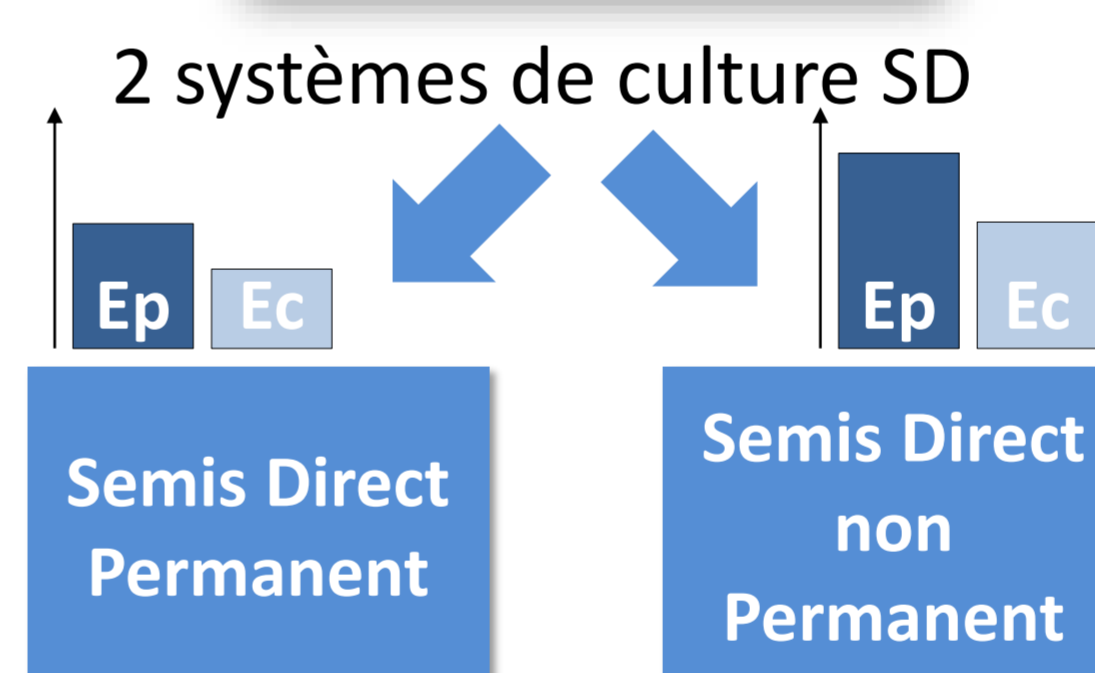 2 systèmes de culture SD
Ep Ec
Ep Ec
Semis Direct
Permanent
Semis Direct
non
Permanent